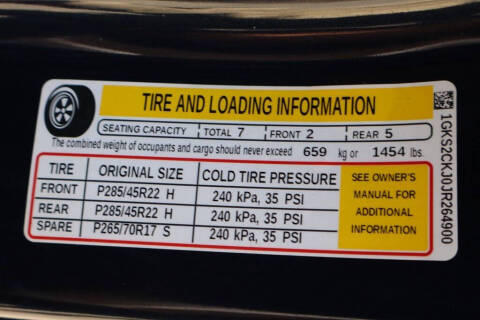 TIRE AND LOADING INFORMATION
SEATING CAPACITY TOTAL 7 FRONT 2 REAR 5
The combined weight of occupants and cargo should never exceed 659 kg or 1454 lbs.
TIRE ORIGINAL SIZE COLD TIRE PRESSURE
FRONT P285/45R22 H 240 kPa, 35 PSI
REAR P285/45R22 H 240 kPa, 35 PSI
SPARE P265/70R17 S 240 kPa, 35 PSI
SEE OWNER'S
MANUAL FOR
ADDITIONAL
INFORMATION
1GKS2CKJ0JR264900